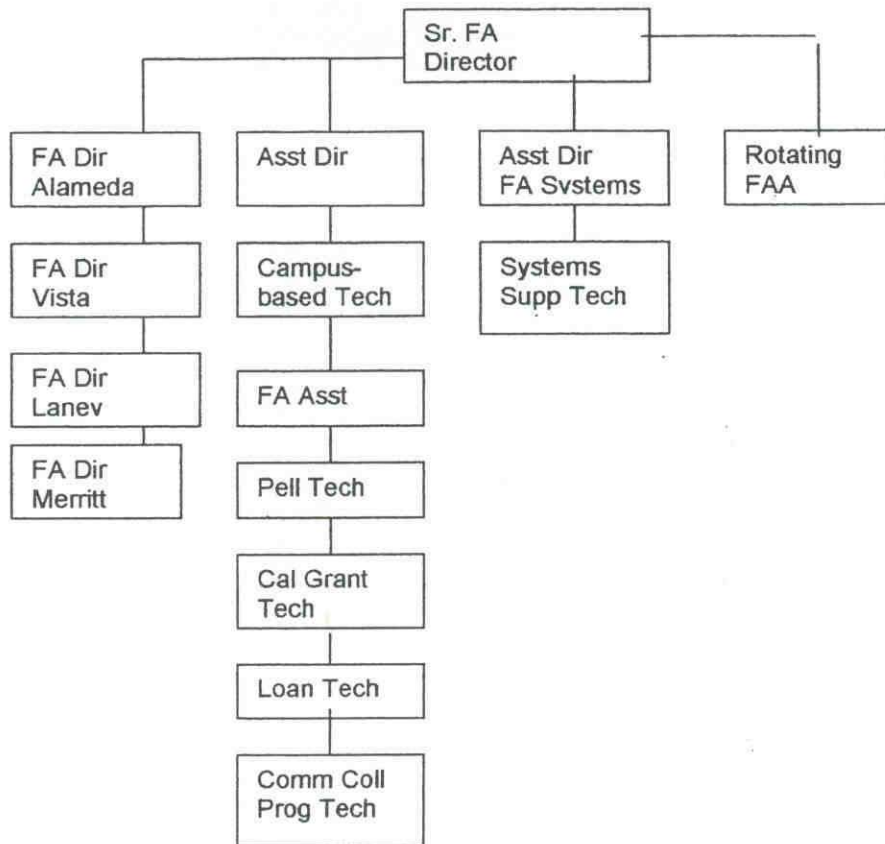 Sr. FA
Director
FA Dir
Alameda
Asst Dir
Asst Dir
FA Svstems
Rotating
FAA
FA Dir
Vista
Campus-
based Tech
Systems
Supp Tech
FA Dir
Lanev
FA Asst
FA Dir
Merritt
Pell Tech
Cal Grant
Tech
Loan Tech
Comm Coll
Prog Tech